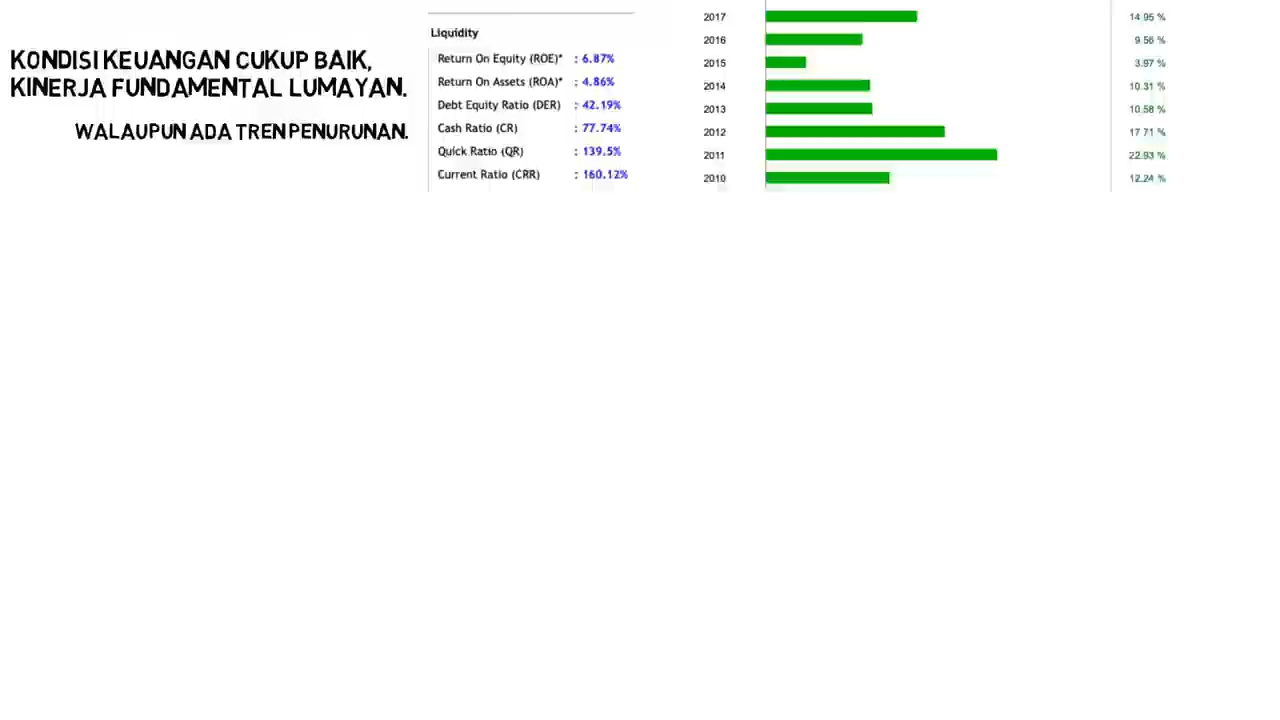 KONDISI KEUANGAN CUKUP BAIK,
KINERJA FUNDAMENTAL LUMAYAN.
WALAUPUN ADA TREN PENURUNAN.
Liquidity
Return On Equity (ROE)* : 6.87%
Return On Assets (ROA)* : 4.86%
Debt Equity Ratio (DER) : 42.19%
Cash Ratio (CR) : 77.74%
Quick Ratio (QR) : 139.5%
Current Ratio (CRR) : 160.12%
2017 14.95 %
2016 9.56 %
2015 3.97 %
2014 10.31 %
2013 10.58 %
2012 17.71 %
2011 22.93 %
2010 12.24 %